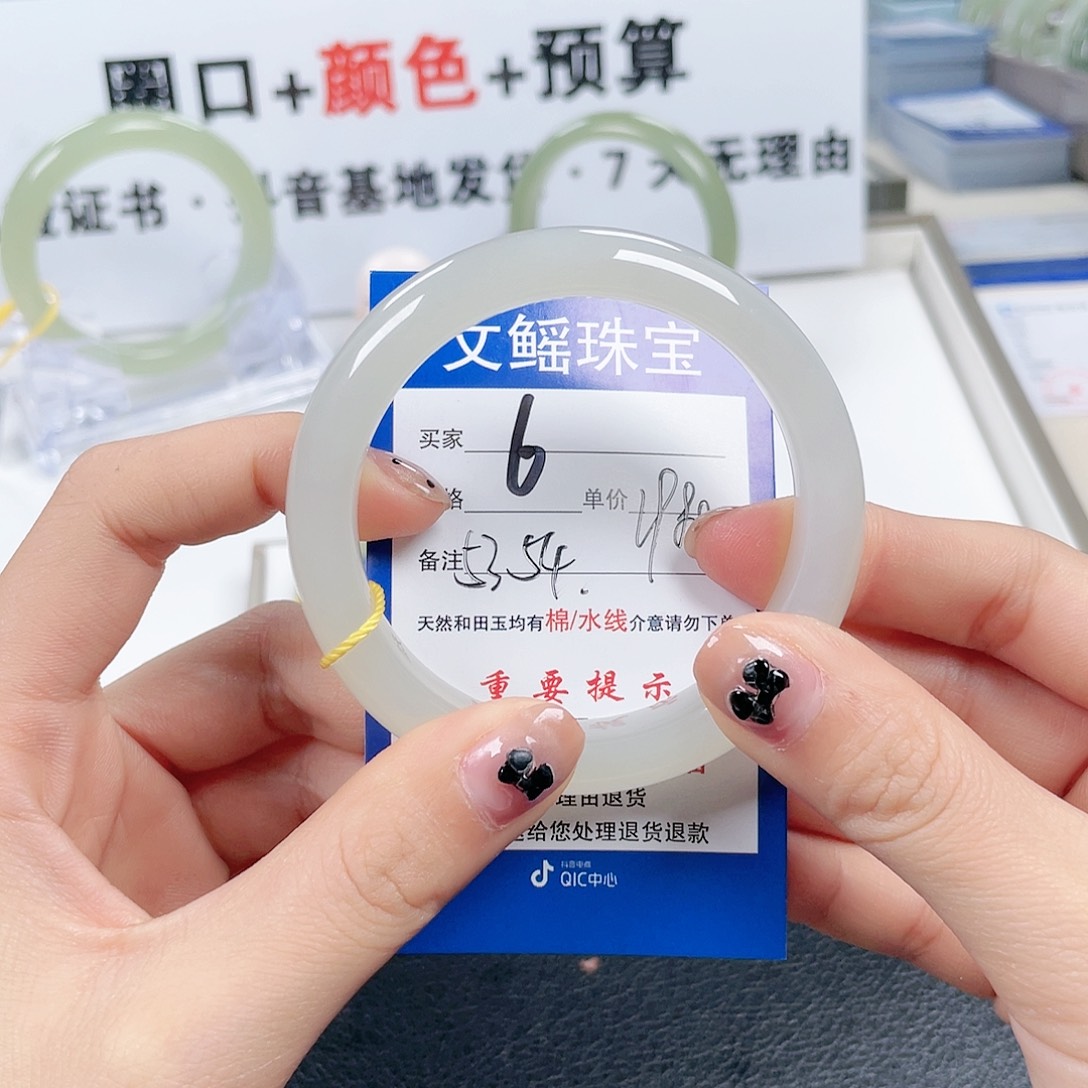 圈口+颜色+预算
证书·抖音基地发货·7天无理由
文鳐珠宝
买家 6
格 单价
备注 53.54.
天然和田玉均有棉/水线介意请勿下单
重要提示
理由退货
给您处理退货退款
抖音电商
QIC中心